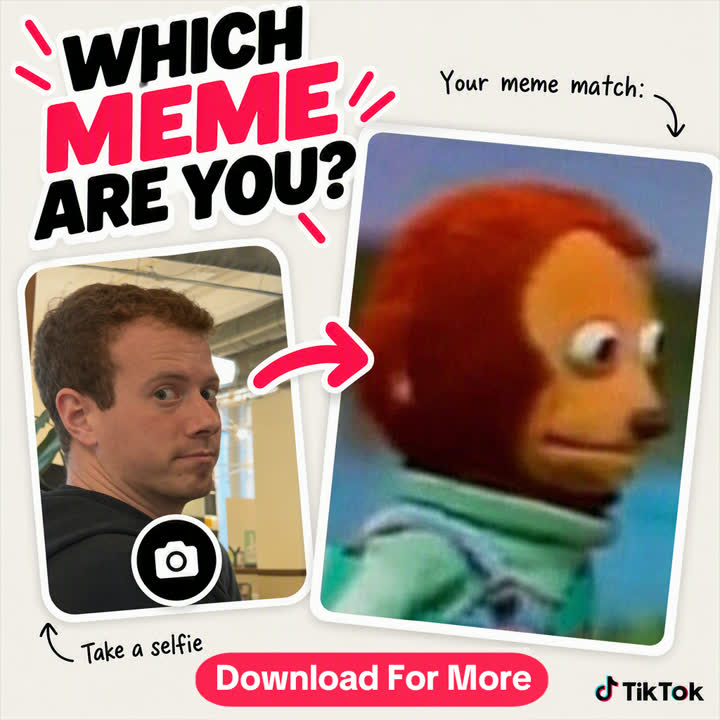 WHICH
MEME
ARE YOU?
Your meme match:
Take a selfie
Download For More
TikTok